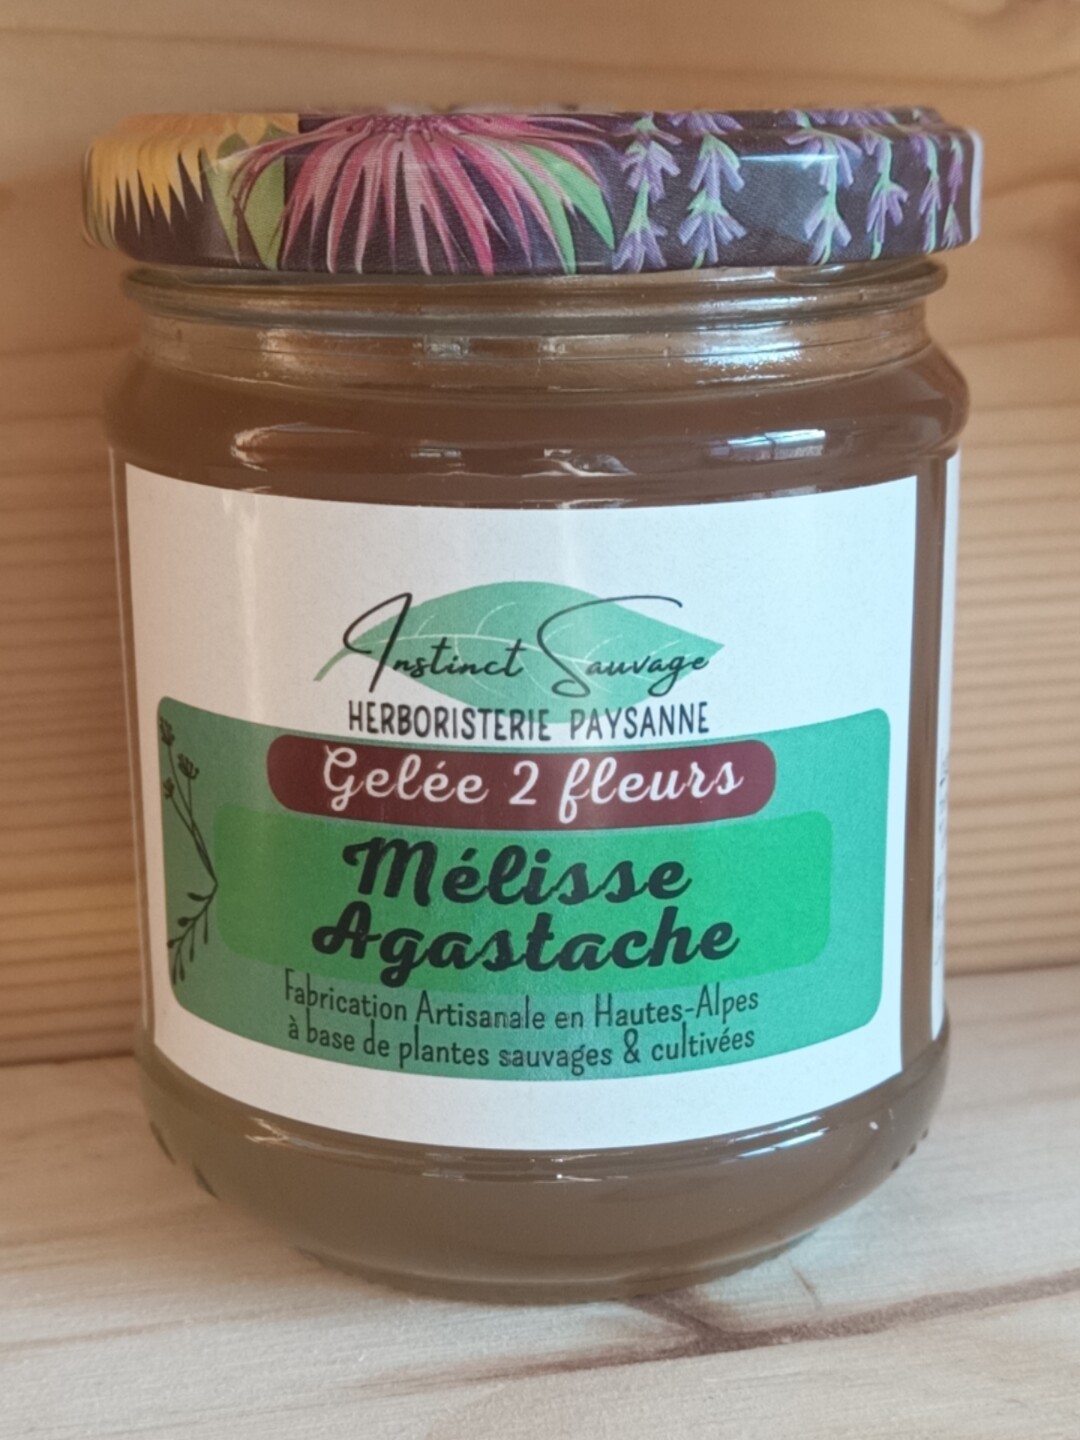 Instinct Sauvage
HERBORISTERIE PAYSANNE
Gelée 2 fleurs
Mélisse
Agastache
Fabrication Artisanale en Hautes-Alpes
à base de plantes sauvages & cultivées